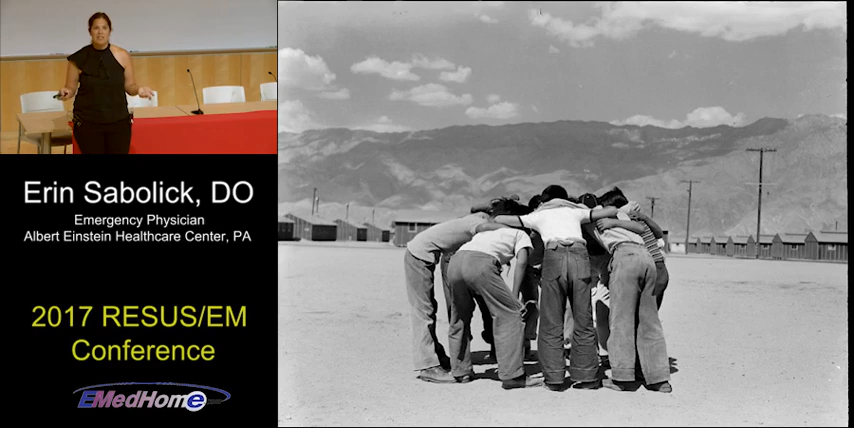 Erin Sabolick, DO
Emergency Physician
Albert Einstein Healthcare Center, PA
2017 RESUS/EM
Conference
EMedHome